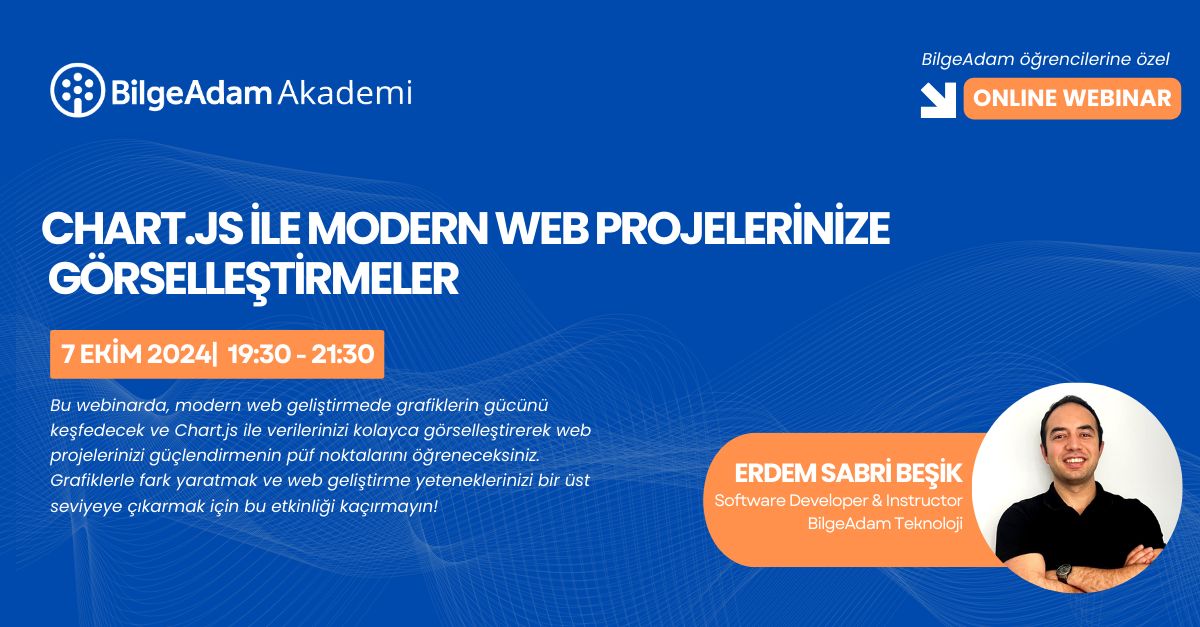 BilgeAdam Akademi
BilgeAdam öğrencilerine özel
ONLINE WEBINAR
CHART.JS İLE MODERN WEB PROJELERİNİZE
GÖRSELLEŞTİRMELER
7 EKİM 2024| 19:30 - 21:30
Bu webinarda, modern web geliştirmede grafiklerin gücünü
keşfedecek ve Chart.js ile verilerinizi kolayca görselleştirerek web
projelerinizi güçlendirmenin püf noktalarını öğreneceksiniz.
Grafiklerle fark yaratmak ve web geliştirme yeteneklerinizi bir üst
seviyeye çıkarmak için bu etkinliği kaçırmayın!
ERDEM SABRİ BEŞİK
Software Developer & Instructor
BilgeAdam Teknoloji